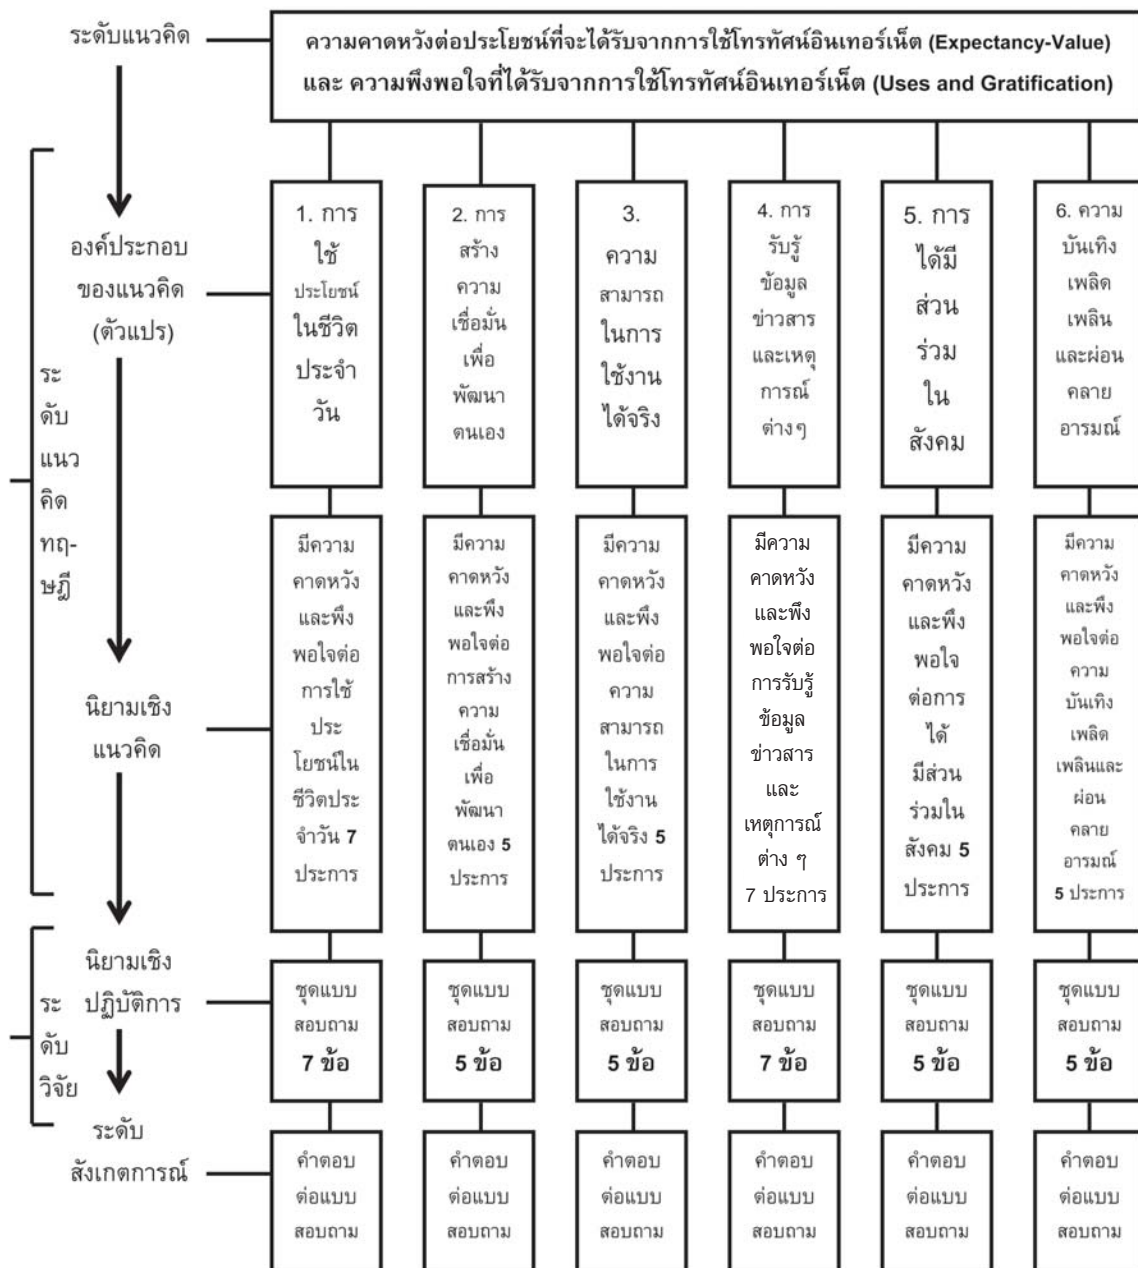 ระดับแนวคิด
ความคาดหวังต่อประโยชน์ที่จะได้รับจากการใช้โทรทัศน์อินเทอร์เน็ต (Expectancy-Value)
และ ความพึงพอใจที่ได้รับจากการใช้โทรทัศน์อินเทอร์เน็ต (Uses and Gratification)
ระ
ดับ
แนว
คิด
ทฤ-
ษฎี
องค์ประกอบ
ของแนวคิด
(ตัวแปร)
1. การ
ใช้
ประโยชน์
ในชีวิต
ประจำ
วัน
2. การ
สร้าง
ความ
เชื่อมั่น
เพื่อ
พัฒนา
ตนเอง
3.
ความ
สามารถ
ในการ
ใช้งาน
ได้จริง
4. การ
รับรู้
ข้อมูล
ข่าวสาร
และเหตุ
การณ์
ต่างๆ
5. การ
ได้มี
ส่วน
ร่วม
ใน
สังคม
6. ความ
บันเทิง
เพลิด
เพลิน
และผ่อน
คลาย
อารมณ์
นิยามเชิง
แนวคิด
มีความ
คาดหวัง
และพึง
พอใจต่อ
การใช้
ประ
โยชน์ใน
ชีวิตประ
จำวัน 7
ประการ
มีความ
คาดหวัง
และพึง
พอใจต่อ
การสร้าง
ความ
เชื่อมั่น
เพื่อ
พัฒนา
ตนเอง 5
ประการ
มีความ
คาดหวัง
และพึง
พอใจต่อ
ความ
สามารถ
ในการ
ใช้งาน
ได้จริง 5
ประการ
มีความ
คาดหวัง
และพึง
พอใจต่อ
การรับรู้
ข้อมูล
ข่าวสาร
และ
เหตุการณ์
ต่าง ๆ
7 ประการ
มีความ
คาดหวัง
และพึง
พอใจ
ต่อการ
ได้
มีส่วน
ร่วมใน
สังคม 5
ประการ
มีความ
คาดหวัง
และพึง
พอใจต่อ
ความ
บันเทิง
เพลิด
เพลินและ
ผ่อน
คลาย
อารมณ์
5 ประการ
ระ
ดับ
วิจัย
นิยามเชิง
ปฏิบัติการ
ชุดแบบ
สอบถาม
7 ข้อ
ชุดแบบ
สอบถาม
5 ข้อ
ชุดแบบ
สอบถาม
5 ข้อ
ชุดแบบ
สอบถาม
7 ข้อ
ชุดแบบ
สอบถาม
5 ข้อ
ชุดแบบ
สอบถาม
5 ข้อ
ระดับ
สังเกตการณ์
คำตอบ
ต่อแบบ
สอบถาม
คำตอบ
ต่อแบบ
สอบถาม
คำตอบ
ต่อแบบ
สอบถาม
คำตอบ
ต่อแบบ
สอบถาม
คำตอบ
ต่อแบบ
สอบถาม
คำตอบ
ต่อแบบ
สอบถาม